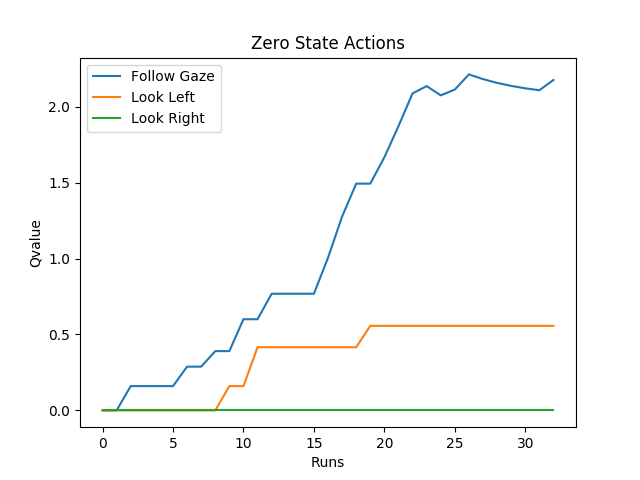 Zero State Actions
Follow Gaze
Look Left
Look Right
2.0
1.5
1.0
0.5
0.0
Qvalue
0 5 10 15 20 25 30
Runs